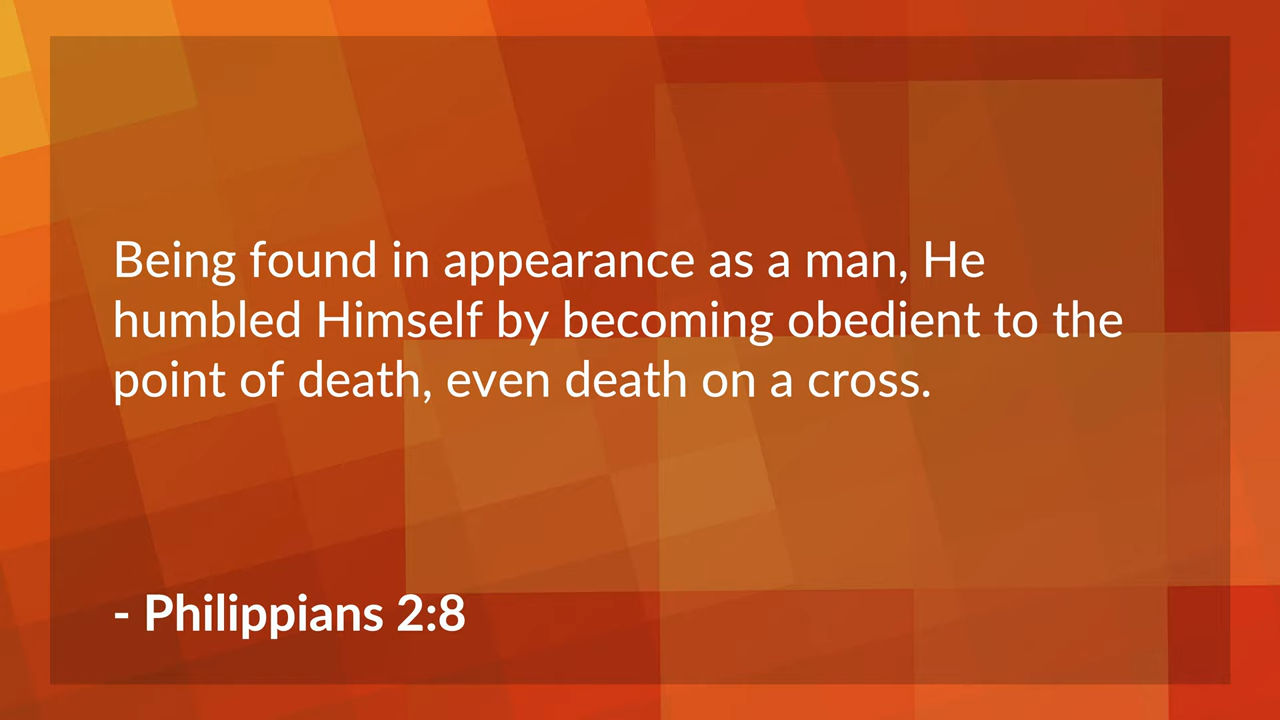 Being found in appearance as a man, He
humbled Himself by becoming obedient to the
point of death, even death on a cross.
- Philippians 2:8